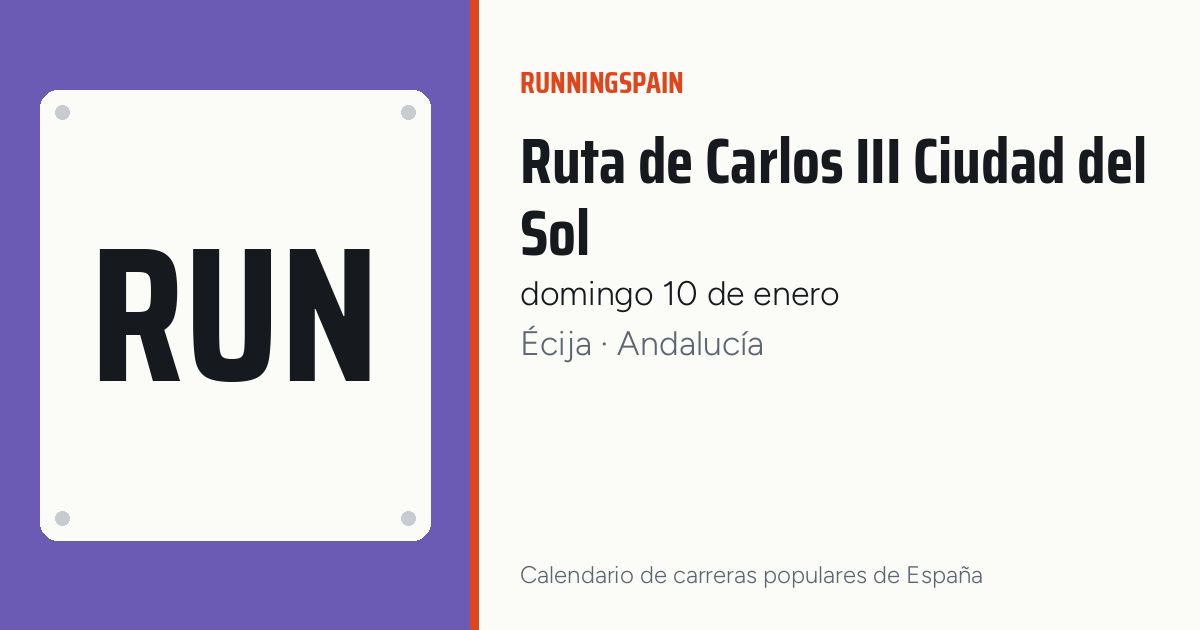 RUN
RUNNINGSPAIN
Ruta de Carlos III Ciudad del
Sol
domingo 10 de enero
Écija · Andalucía
Calendario de carreras populares de España